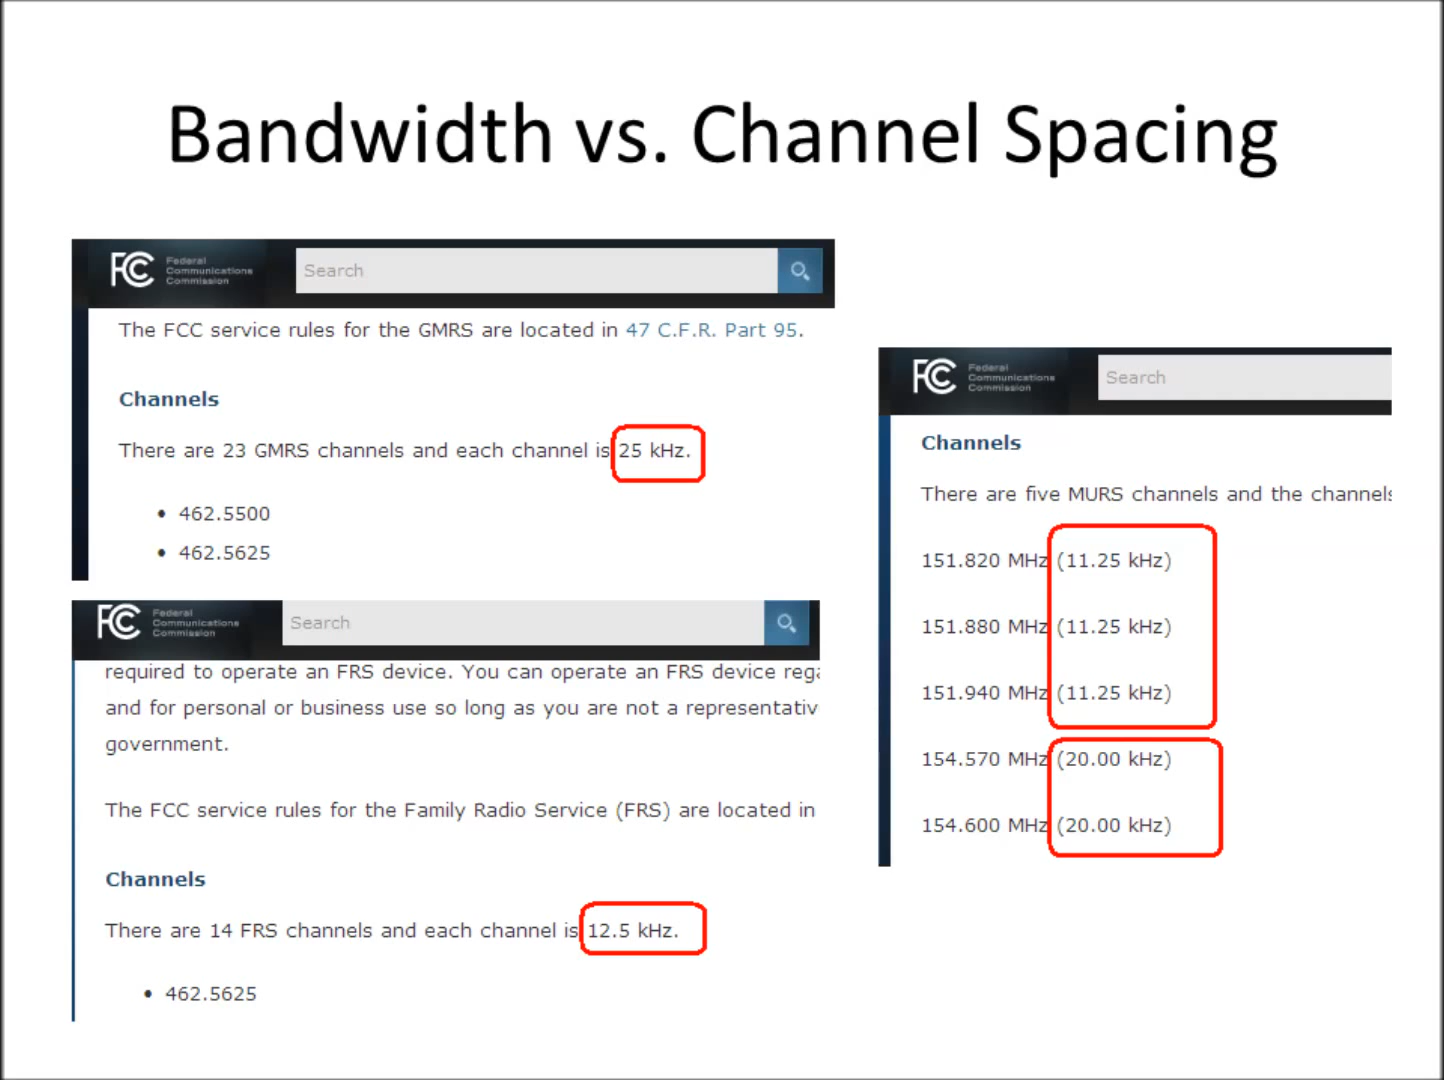 Bandwidth vs. Channel Spacing
FCC
Federal
Communications
Commission
Search
The FCC service rules for the GMRS are located in 47 C.F.R. Part 95.
Channels
There are 23 GMRS channels and each channel is 25 kHz.
• 462.5500
• 462.5625
FCC
Federal
Communications
Commission
Search
required to operate an FRS device. You can operate an FRS device
and for personal or business use so long as you are not a
government.
The FCC service rules for the Family Radio Service (FRS) are located in
Channels
There are 14 FRS channels and each channel is 12.5 kHz.
• 462.5625
FCC
Federal
Communications
Commission
Search
Channels
There are five MURS channels and the channels
151.820 MHz (11.25 kHz)
151.880 MHz (11.25 kHz)
151.940 MHz (11.25 kHz)
154.570 MHz (20.00 kHz)
154.600 MHz (20.00 kHz)